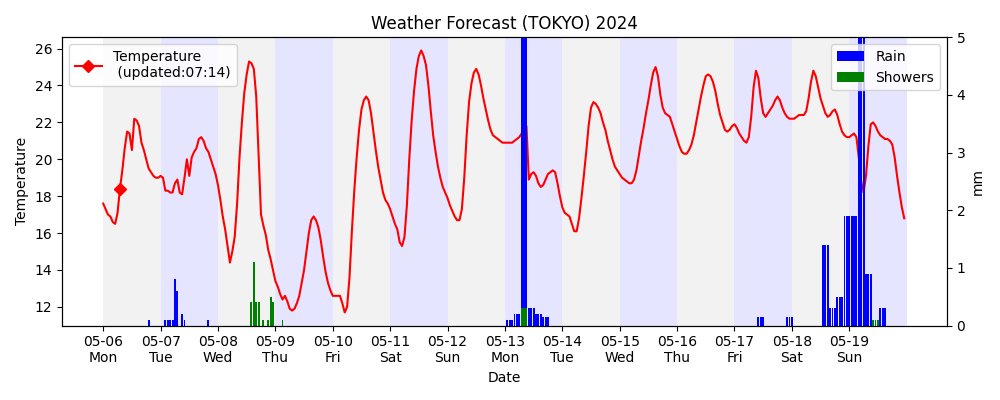 Weather Forecast (TOKYO) 2024
Temperature
(updated:07:14)
Rain
Showers
Temperature
26
24
22
20
18
16
14
12
5
4
3
2
1
0
mm
05-06 05-07 05-08 05-09 05-10 05-11 05-12 05-13 05-14 05-15 05-16 05-17 05-18 05-19
Mon Tue Wed Thu Fri Sat Sun Mon Tue Wed Thu Fri Sat Sun
Date